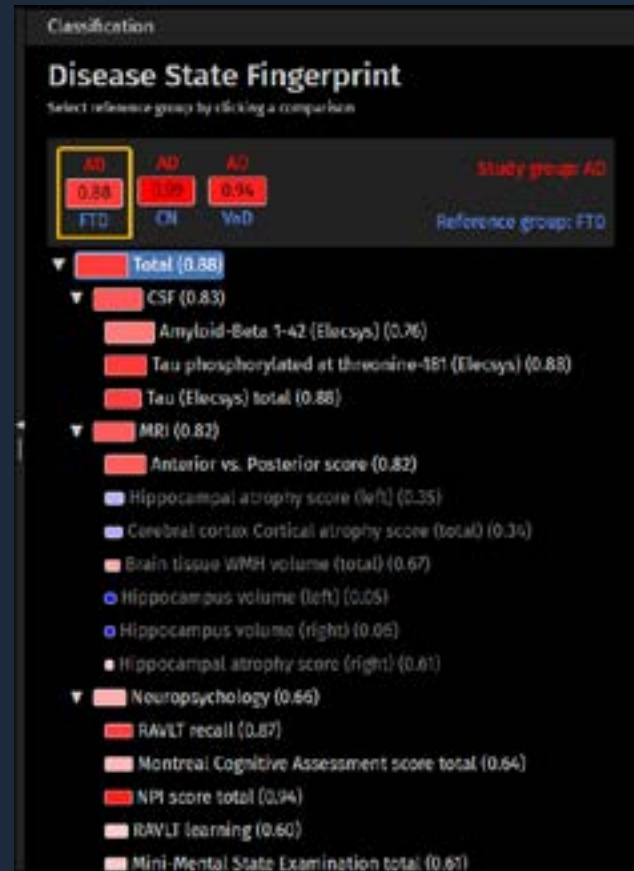 Classification
Disease State Fingerprint
Select reference group by clicking a comparison
AD AD AD
0.88 0.99 0.94
FTD CN VaD
Study group: AD
Reference group: FTD
Total (0.88)
CSF (0.83)
Amyloid-Beta 1-42 (Elecsys) (0.76)
Tau phosphorylated at threonine-181 (Elecsys) (0.88)
Tau (Elecsys) total (0.88)
MRI (0.82)
Anterior vs. Posterior score (0.82)
Hippocampal atrophy score (left) (0.35)
Cerebral cortex Cortical atrophy score (total) (0.34)
Brain tissue WMH volume (total) (0.67)
Hippocampus volume (left) (0.05)
Hippocampus volume (right) (0.06)
Hippocampal atrophy score (right) (0.61)
Neuropsychology (0.66)
RAVLT recall (0.87)
Montreal Cognitive Assessment score total (0.64)
NPI score total (0.94)
RAVLT learning (0.60)
Mini-Mental State Examination total (0.61)